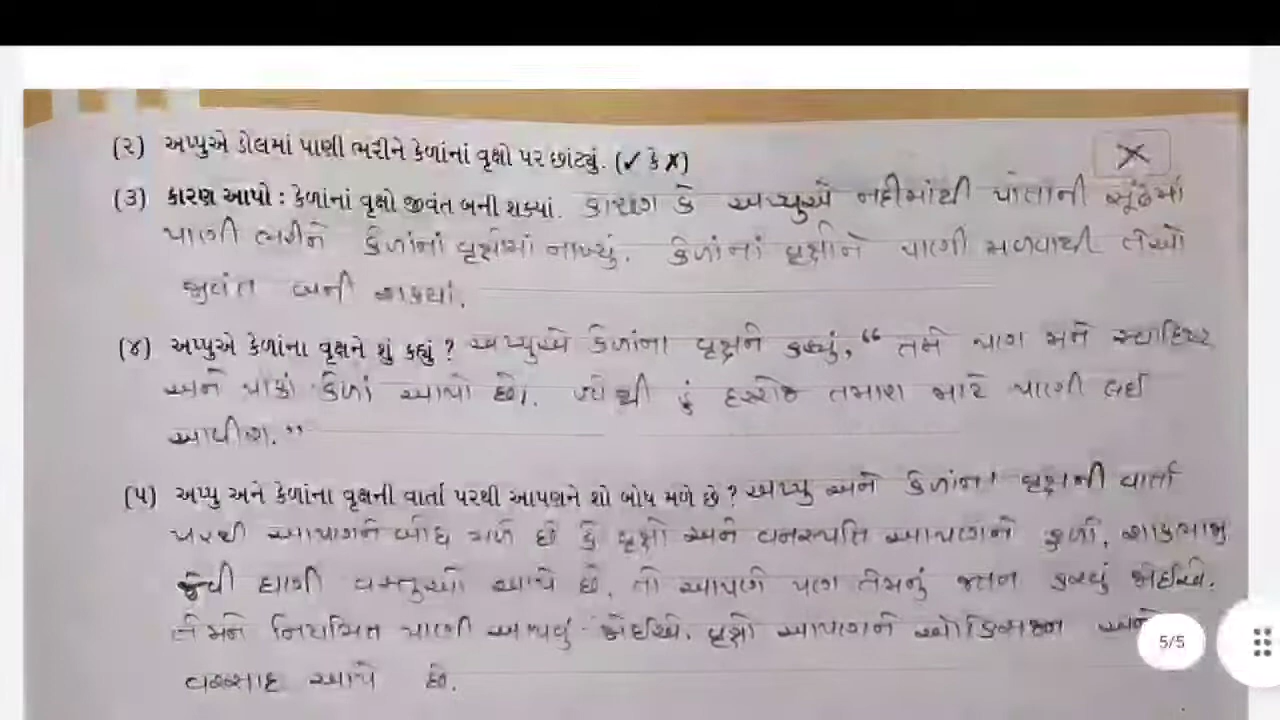 (૨) અપ્પુએ ડોલમાં પાણી ભરીને કેળાંનાં વૃક્ષો પર છાંટ્યું. (✓ કે ✗) ✗
(૩) કારણ આપો : કેળાંનાં વૃક્ષો જીવંત બની શક્યાં. કારણ કે અપ્પુએ નદીમાંથી પોતાની સૂંઢમાં
પાણી ભરીને કેળાંનાં વૃક્ષોમાં નાખ્યું. કેળાંનાં વૃક્ષોને પાણી મળવાથી તેઓ
જીવંત બની શક્યાં.
(૪) અપ્પુએ કેળાંના વૃક્ષને શું કહ્યું ? અપ્પુએ કેળાંના વૃક્ષને કહ્યું, “ તમે પણ મને સ્વાદિષ્ટ
અને પાકાં કેળાં આપો છો. તેથી હું દરરોજ તમારા માટે પાણી લઈ
આવીશ.”
(૫) અપ્પુ અને કેળાંના વૃક્ષની વાર્તા પરથી આપણને શો બોધ મળે છે ? અપ્પુ અને કેળાંના વૃક્ષની વાર્તા
પરથી આપણને બોધ મળે છે કે વૃક્ષો અને વનસ્પતિ આપણને ફળો, શાકભાજી
જેવી ઘણી વસ્તુઓ આપે છે. તો આપણે પણ તેમનું જતન કરવું જોઈએ.
તેમને નિયમિત પાણી આપવું જોઈએ. વૃક્ષો આપણને ઓક્સિજન અને
વરસાદ આપે છે.
5/5